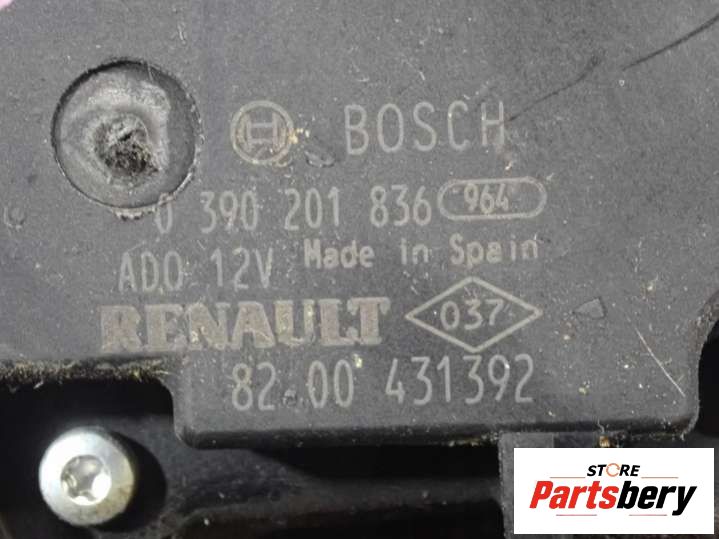 BOSCH
0 390 201 836 964
ADO 12V Made in Spain
RENAULT 037
82 00 431392
STORE
Partsbery